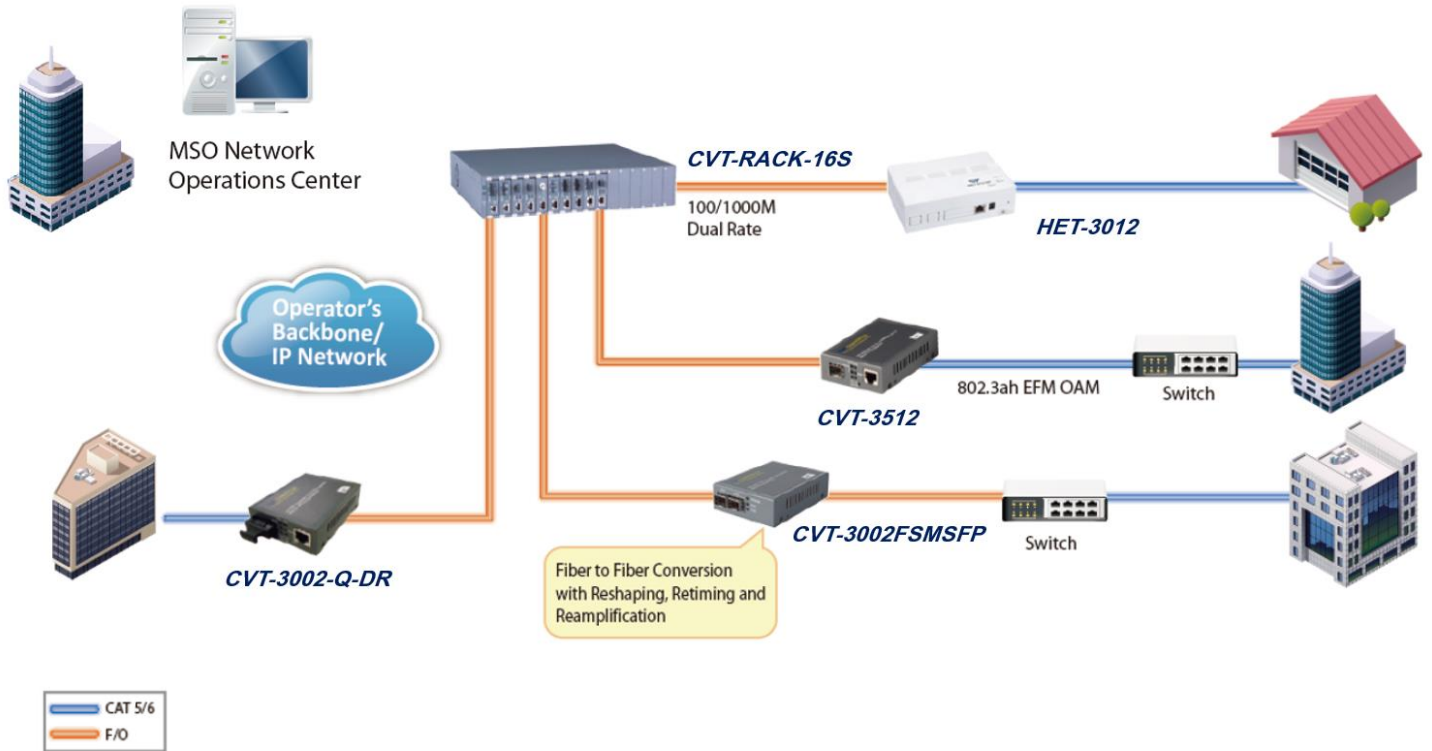 MSO Network
Operations Center
CVT-RACK-16S
100/1000M
Dual Rate
HET-3012
Operator's
Backbone/
IP Network
CVT-3512
802.3ah EFM OAM
Switch
CVT-3002-Q-DR
CVT-3002FSMSFP
Switch
Fiber to Fiber Conversion
with Reshaping, Retiming and
Reamplification
CAT 5/6
F/O